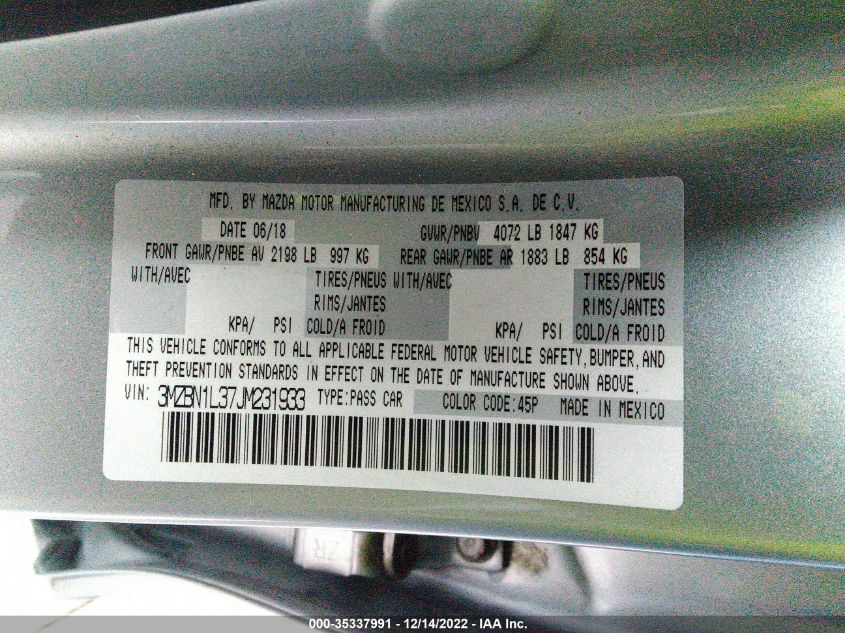 MFD. BY MAZDA MOTOR MANUFACTURING DE MEXICO S.A. DE C.V.
DATE 06/18 GVWR/PNBV 4072 LB 1847 KG
FRONT GAWR/PNBE AV 2198 LB 997 KG REAR GAWR/PNBE AR 1883 LB 854 KG
WITH/AVEC TIRES/PNEUS WITH/AVEC TIRES/PNEUS
RIMS/JANTES RIMS/JANTES
KPA/ PSI COLD/A FROID KPA/ PSI COLD/A FROID
THIS VEHICLE CONFORMS TO ALL APPLICABLE FEDERAL MOTOR VEHICLE SAFETY, BUMPER, AND
THEFT PREVENTION STANDARDS IN EFFECT ON THE DATE OF MANUFACTURE SHOWN ABOVE.
VIN: 3MZBN1L37JM231933 TYPE:PASS CAR COLOR CODE:45P MADE IN MEXICO
ZR
000-35337991 - 12/14/2022 - IAA Inc.